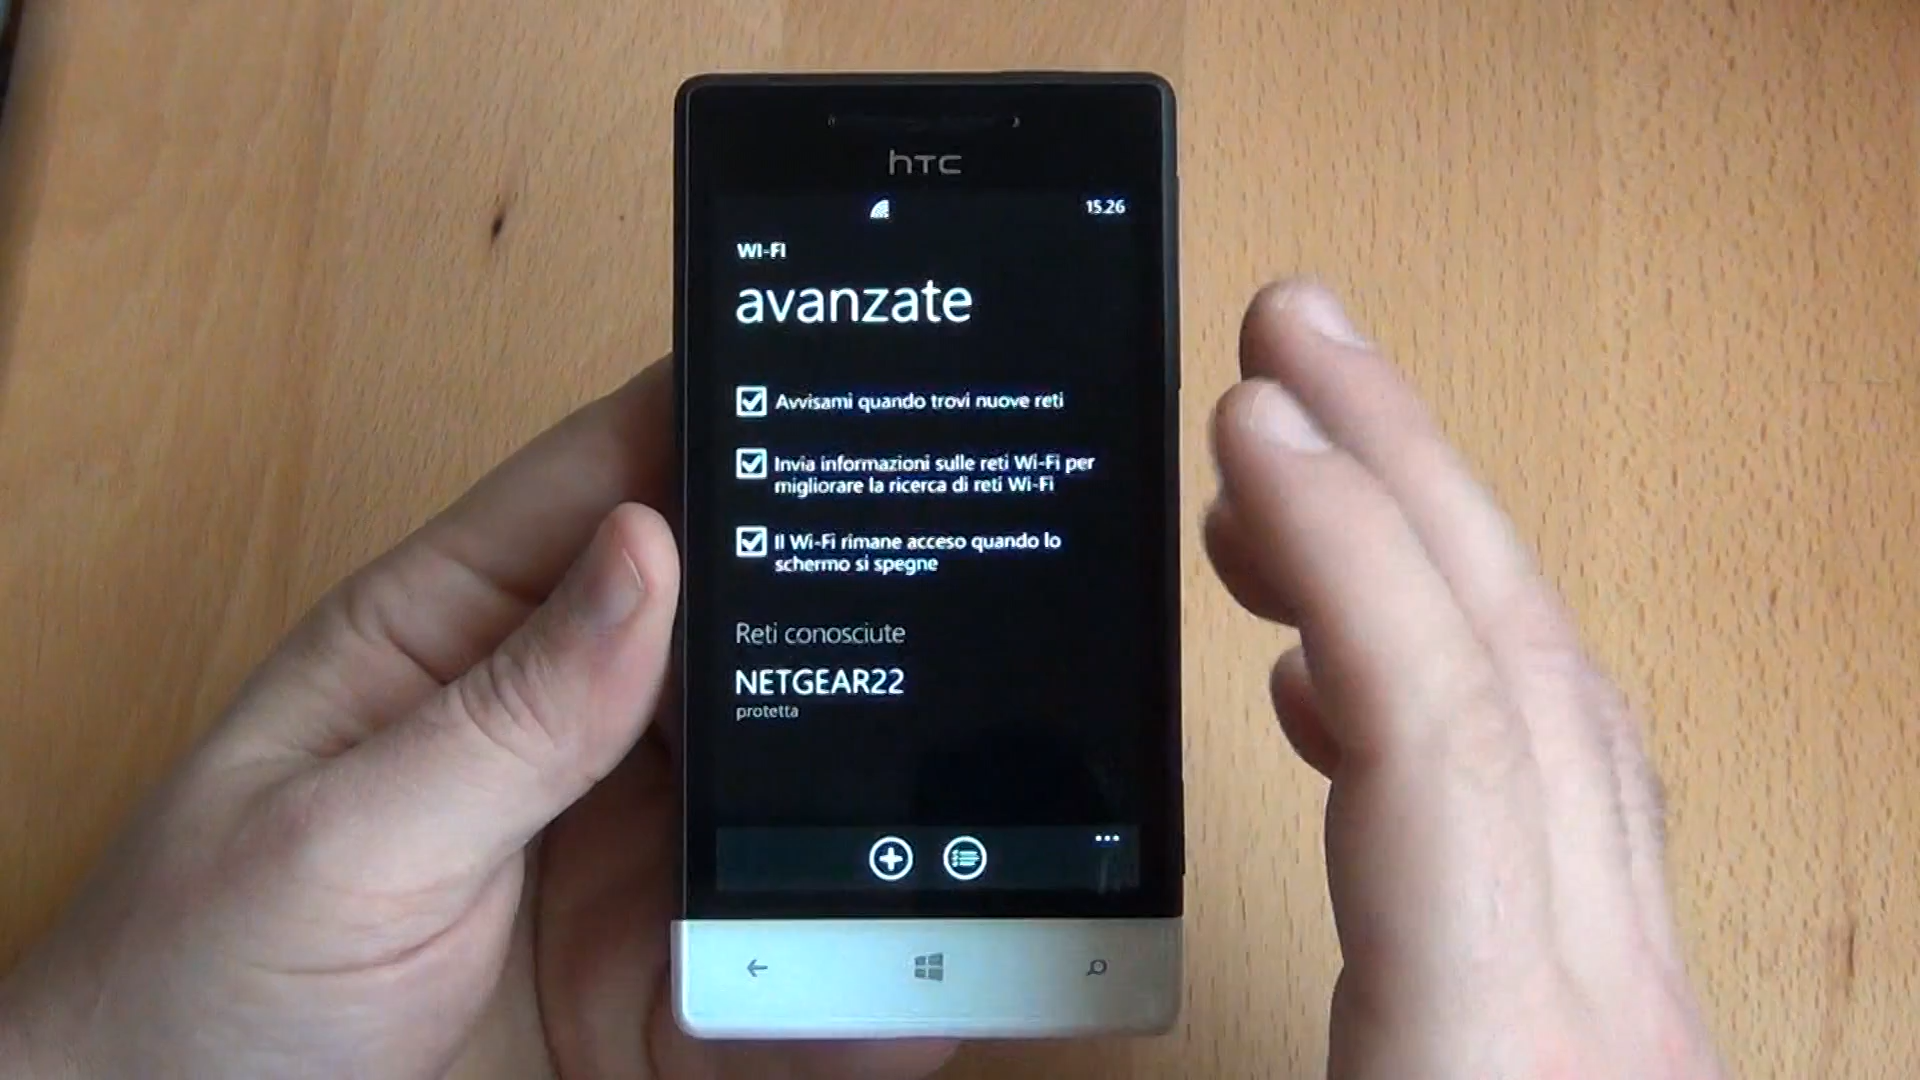 hTC
15.26
WI-FI
avanzate
Avvisami quando trovi nuove reti
Invia informazioni sulle reti Wi-Fi per
migliorare la ricerca di reti Wi-Fi
Il Wi-Fi rimane acceso quando lo
schermo si spegne
Reti conosciute
NETGEAR22
protetta